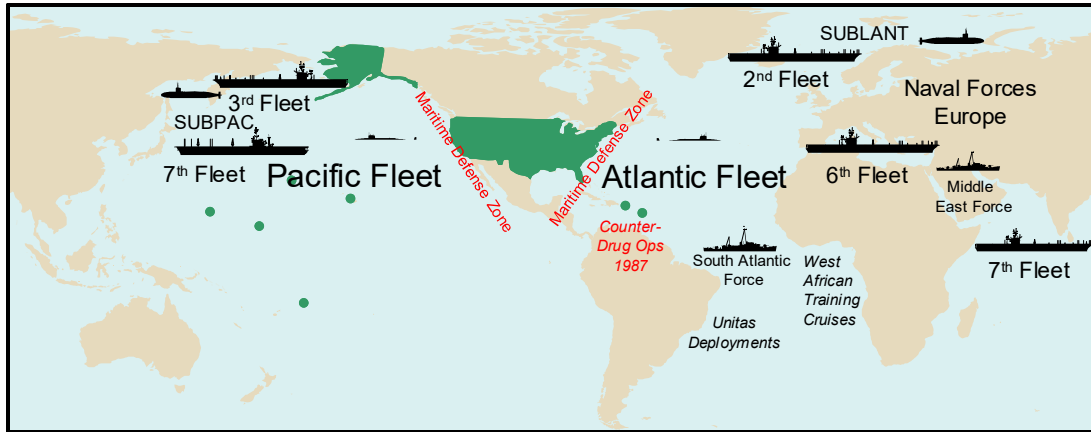 SUBLANT
2nd Fleet
3rd Fleet
Naval Forces
Europe
SUBPAC
Maritime Defense Zone
Maritime Defense Zone
7th Fleet
Pacific Fleet
Atlantic Fleet
6th Fleet
Middle
East Force
Counter-
Drug Ops
1987
South Atlantic
Force
West
African
Training
Cruises
7th Fleet
Unitas
Deployments